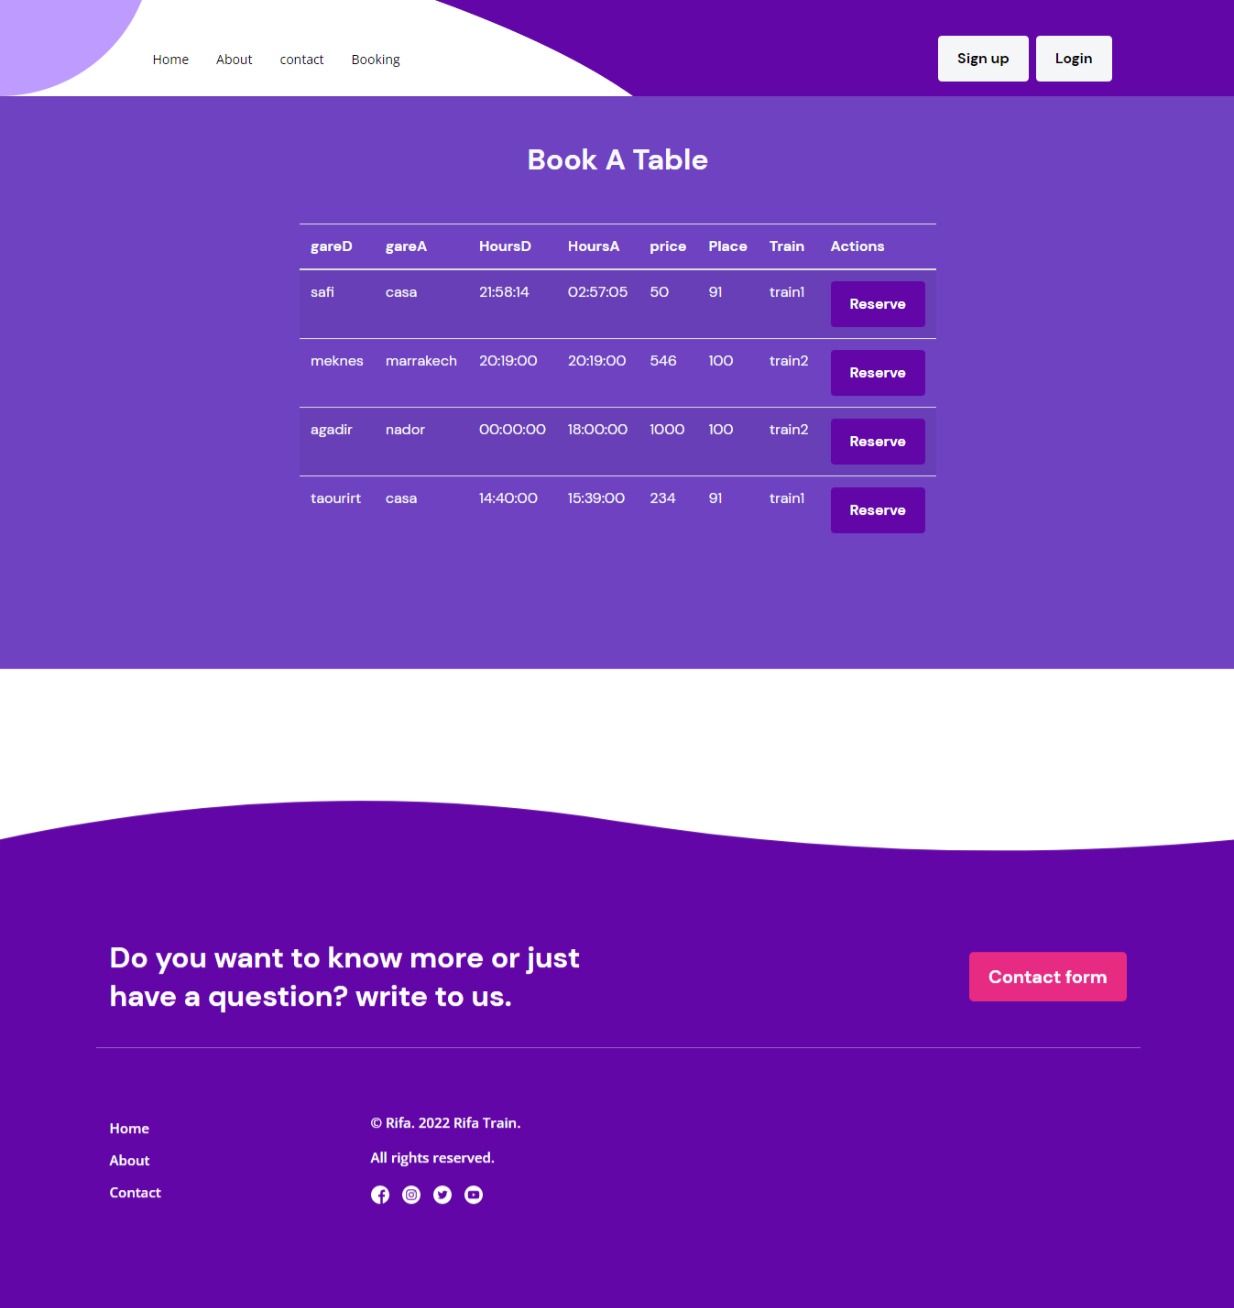 Home About contact Booking Sign up Login
Book A Table
gareD gareA HoursD HoursA price Place Train Actions
safi casa 21:58:14 02:57:05 50 91 train1 Reserve
meknes marrakech 20:19:00 20:19:00 546 100 train2 Reserve
agadir nador 00:00:00 18:00:00 1000 100 train2 Reserve
taourirt casa 14:40:00 15:39:00 234 91 train1 Reserve
Do you want to know more or just
have a question? write to us.
Contact form
Home
About
Contact
© Rifa. 2022 Rifa Train.
All rights reserved.